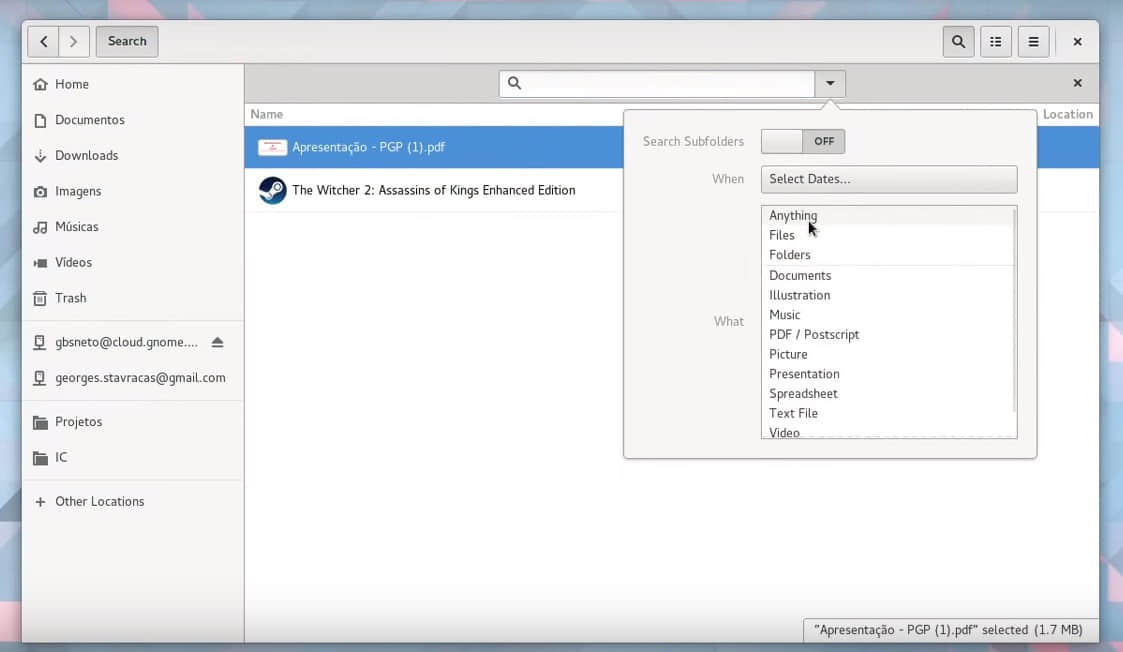 Search
Home
Documentos
Downloads
Imagens
Músicas
Vídeos
Trash
gbsneto@cloud.gnome....
georges.stavracas@gmail.com
Projetos
IC
Other Locations
Name
Location
Apresentação - PGP (1).pdf
The Witcher 2: Assassins of Kings Enhanced Edition
Search Subfolders
OFF
When
Select Dates...
What
Anything
Files
Folders
Documents
Illustration
Music
PDF / Postscript
Picture
Presentation
Spreadsheet
Text File
Video
"Apresentação - PGP (1).pdf" selected (1.7 MB)